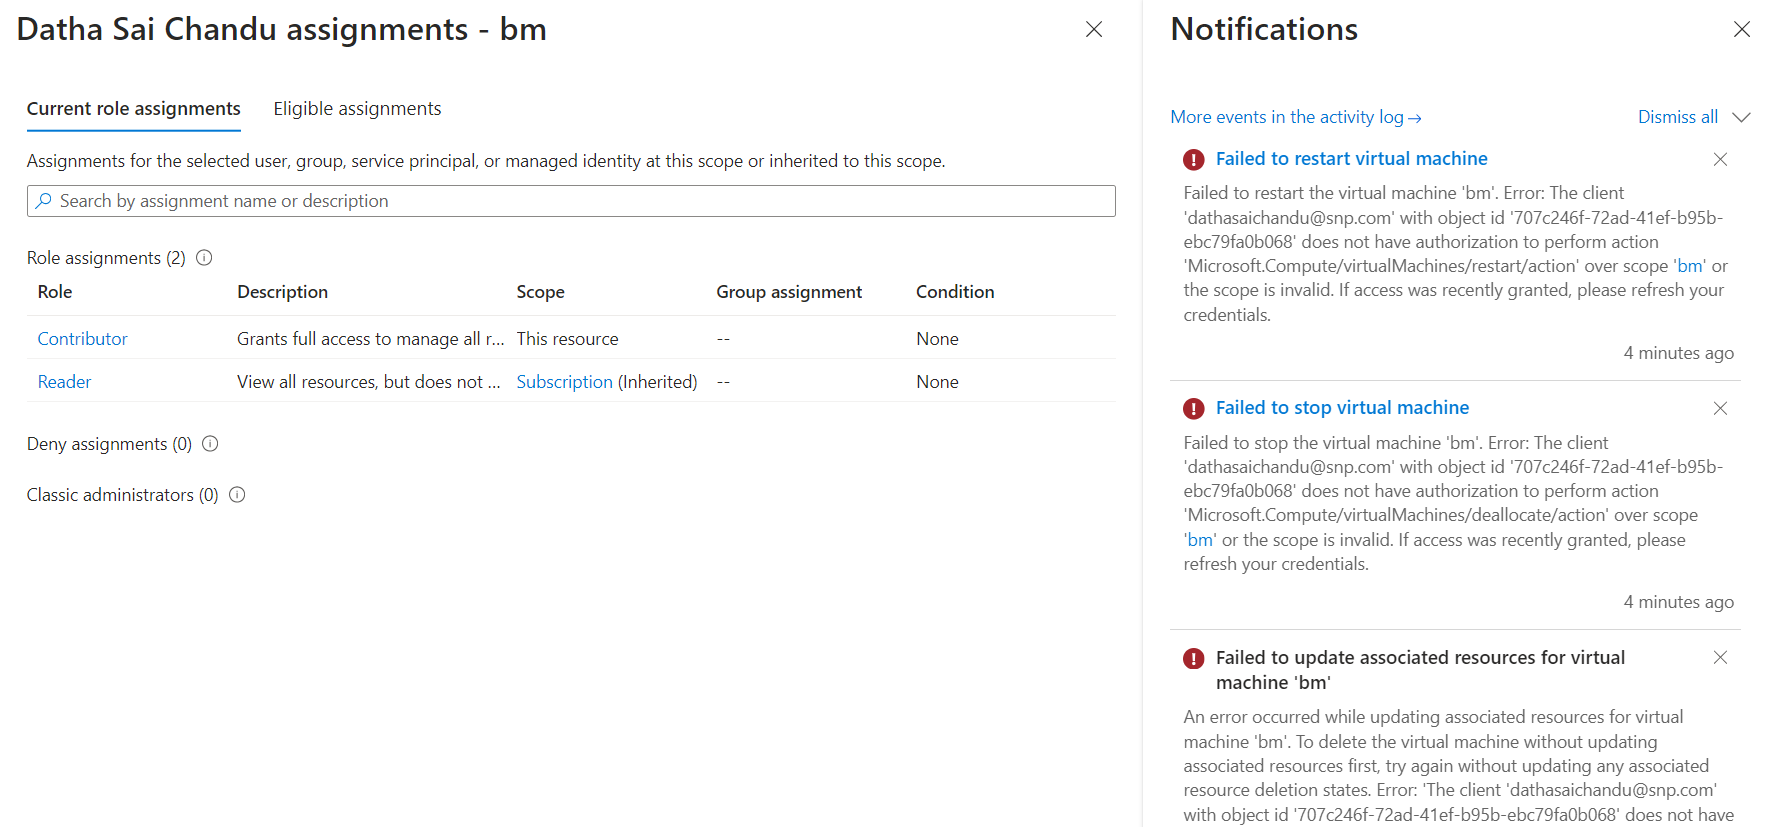 Datha Sai Chandu assignments - bm
Current role assignments
Eligible assignments
Assignments for the selected user, group, service principal, or managed identity at this scope or inherited to this scope.
Search by assignment name or description
Role assignments (2)
Role Description Scope Group assignment Condition
Contributor Grants full access to manage all r... This resource -- None
Reader View all resources, but does not ... Subscription (Inherited) -- None
Deny assignments (0)
Classic administrators (0)
Notifications
More events in the activity log → Dismiss all
Failed to restart virtual machine
Failed to restart the virtual machine 'bm'. Error: The client
'dathasaichandu@snp.com' with object id '707c246f-72ad-41ef-b95b-
ebc79fa0b068' does not have authorization to perform action
'Microsoft.Compute/virtualMachines/restart/action' over scope 'bm' or
the scope is invalid. If access was recently granted, please refresh your
credentials.
4 minutes ago
Failed to stop virtual machine
Failed to stop the virtual machine 'bm'. Error: The client
'dathasaichandu@snp.com' with object id '707c246f-72ad-41ef-b95b-
ebc79fa0b068' does not have authorization to perform action
'Microsoft.Compute/virtualMachines/deallocate/action' over scope
'bm' or the scope is invalid. If access was recently granted, please
refresh your credentials.
4 minutes ago
Failed to update associated resources for virtual
machine 'bm'
An error occurred while updating associated resources for virtual
machine 'bm'. To delete the virtual machine without updating
associated resources first, try again without updating any associated
resource deletion states. Error: 'The client 'dathasaichandu@snp.com'
with object id '707c246f-72ad-41ef-b95b-ebc79fa0b068' does not have